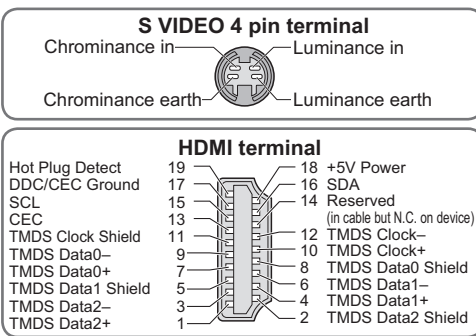 S VIDEO 4 pin terminal
Chrominance in
Luminance in
Chrominance earth
Luminance earth
HDMI terminal
Hot Plug Detect 19
18 +5V Power
DDC/CEC Ground 17
16 SDA
SCL 15
14 Reserved
(in cable but N.C. on device)
CEC 13
TMDS Clock Shield 11
12 TMDS Clock–
TMDS Data0– 9
10 TMDS Clock+
TMDS Data0+ 7
8 TMDS Data0 Shield
TMDS Data1 Shield 5
6 TMDS Data1–
TMDS Data2– 3
4 TMDS Data1+
TMDS Data2+ 1
2 TMDS Data2 Shield